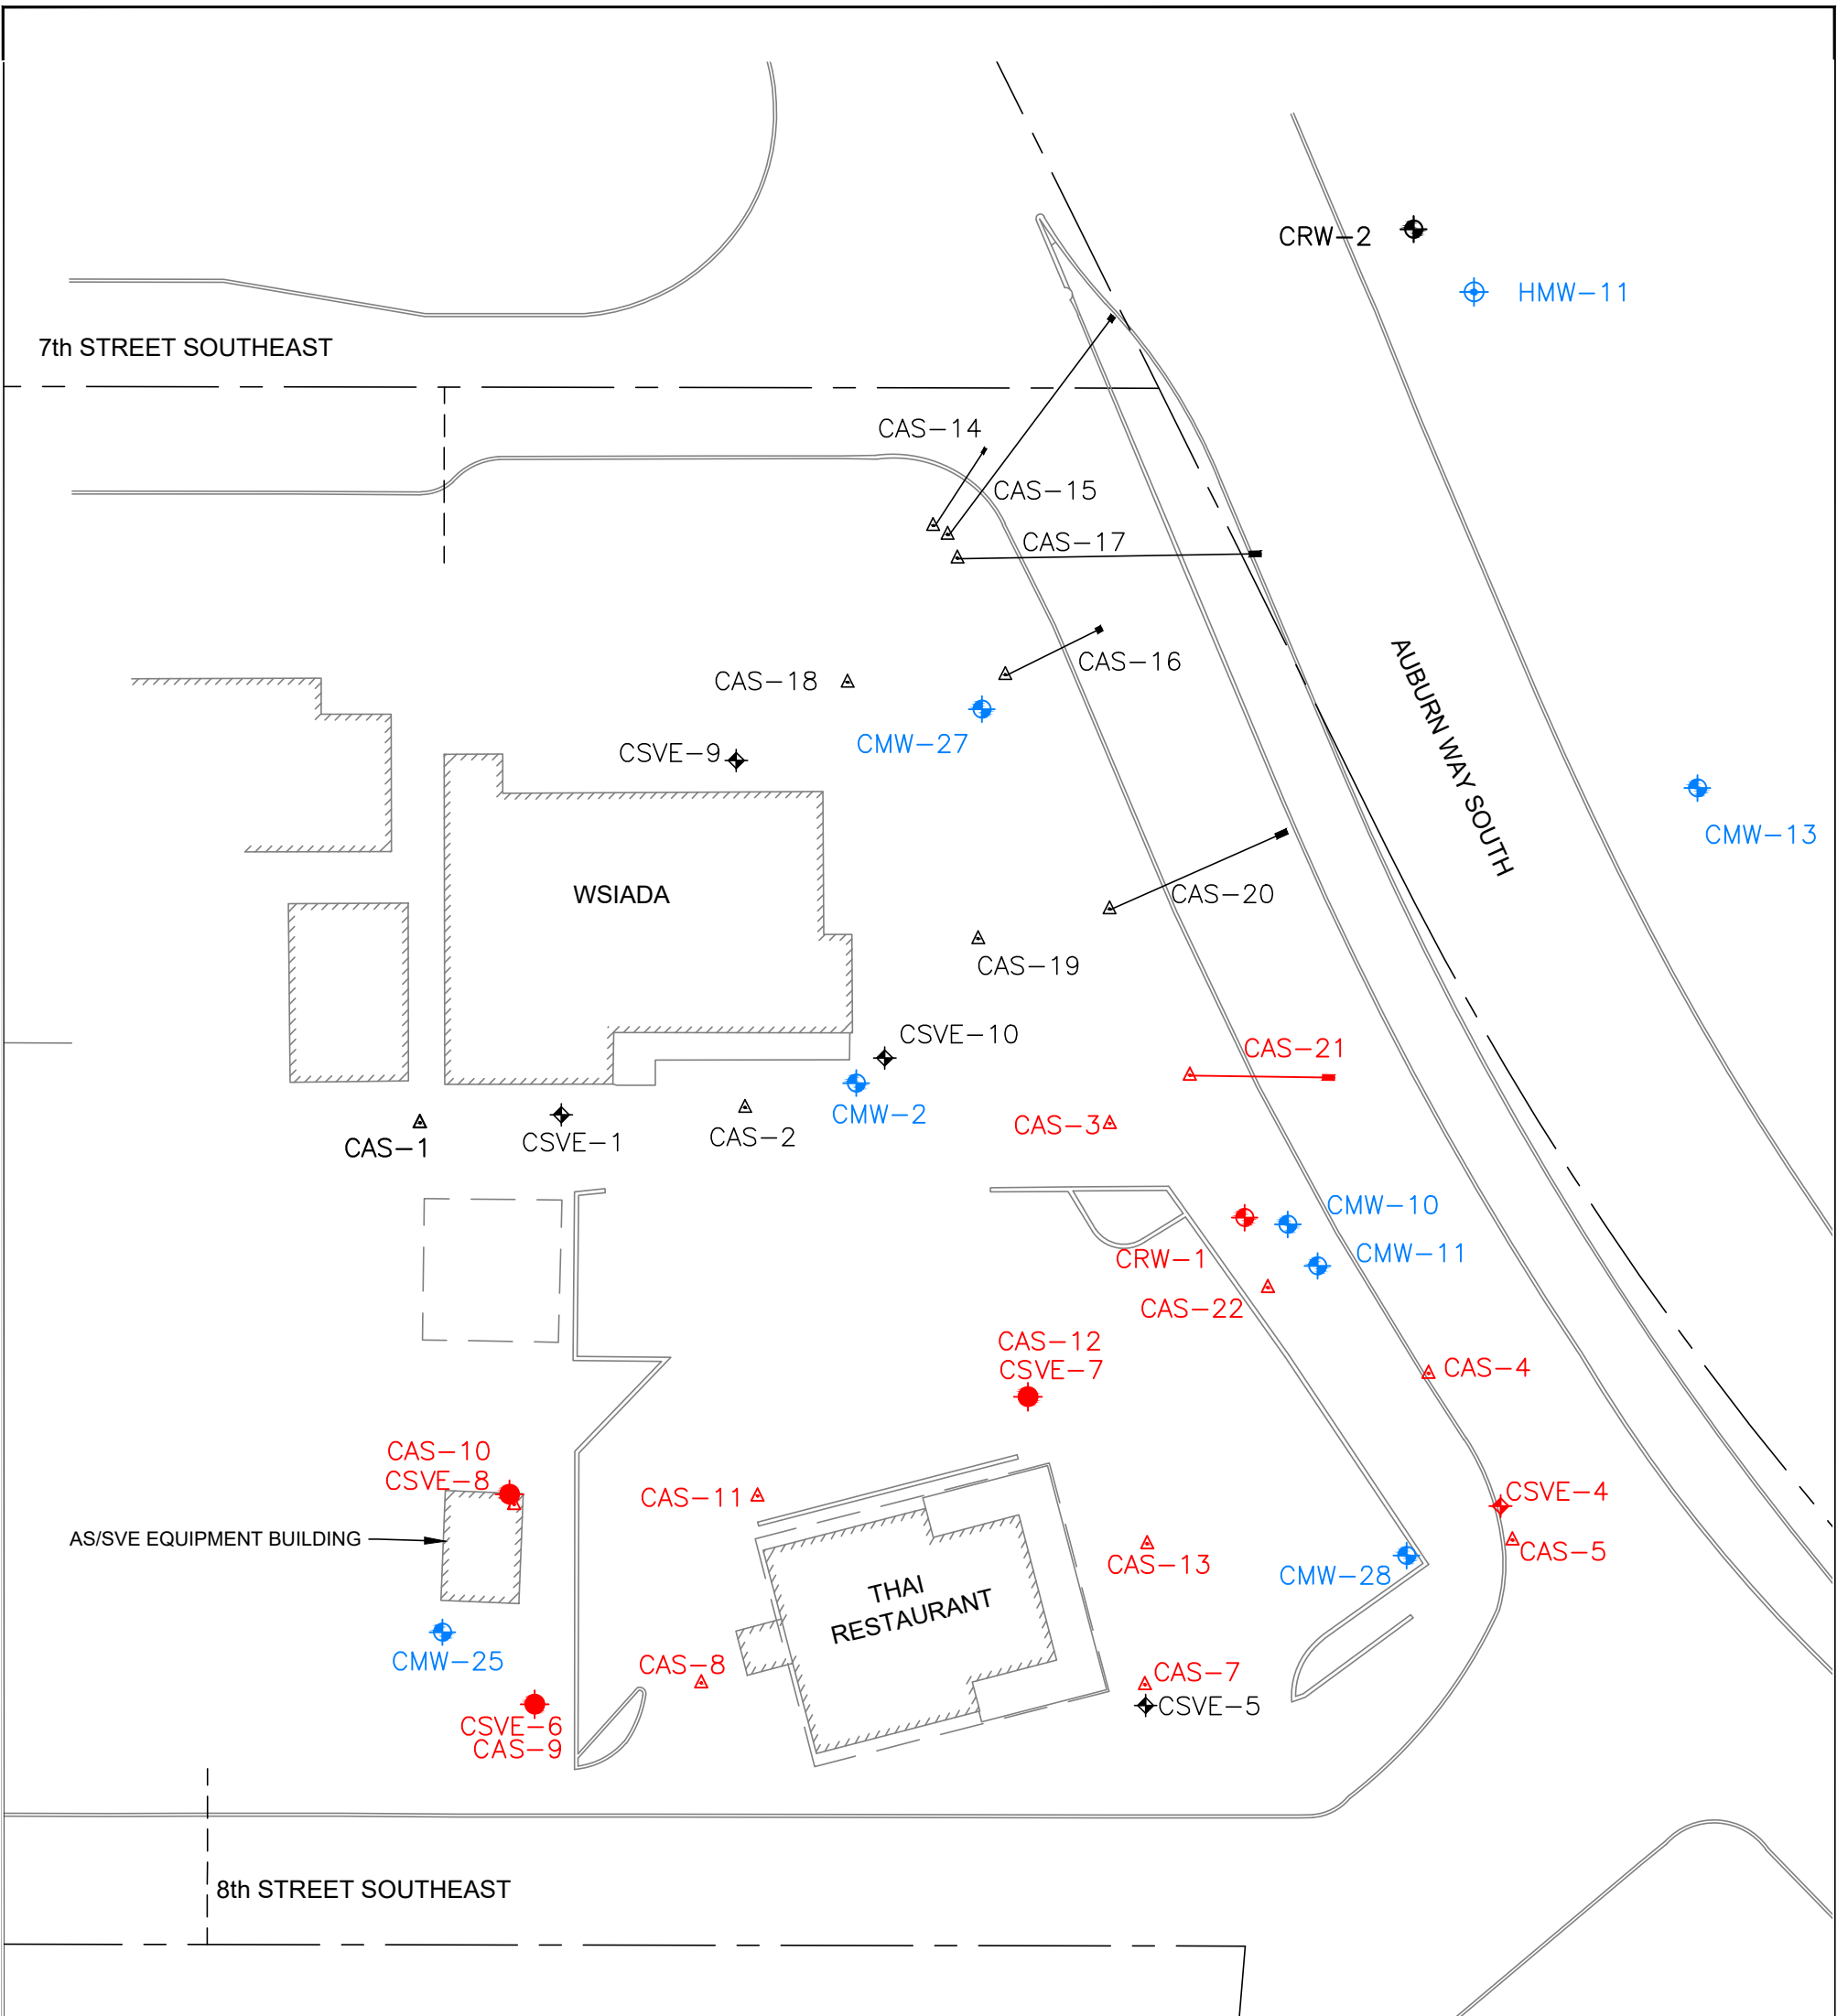 CRW-2
HMW-11
7th STREET SOUTHEAST
CAS-14
CAS-15
CAS-17
CAS-16
CAS-18
CMW-27
CSVE-9
AUBURN WAY SOUTH
CMW-13
WSIADA
CAS-20
CAS-19
CSVE-10
CAS-21
CMW-2
CAS-3
CAS-1
CSVE-1
CAS-2
CMW-10
CMW-11
CRW-1
CAS-22
CAS-12
CSVE-7
CAS-4
CAS-10
CSVE-8
CAS-11
CSVE-4
AS/SVE EQUIPMENT BUILDING
CAS-5
CAS-13
CMW-28
THAI
RESTAURANT
CMW-25
CAS-8
CAS-7
CSVE-5
CSVE-6
CAS-9
8th STREET SOUTHEAST